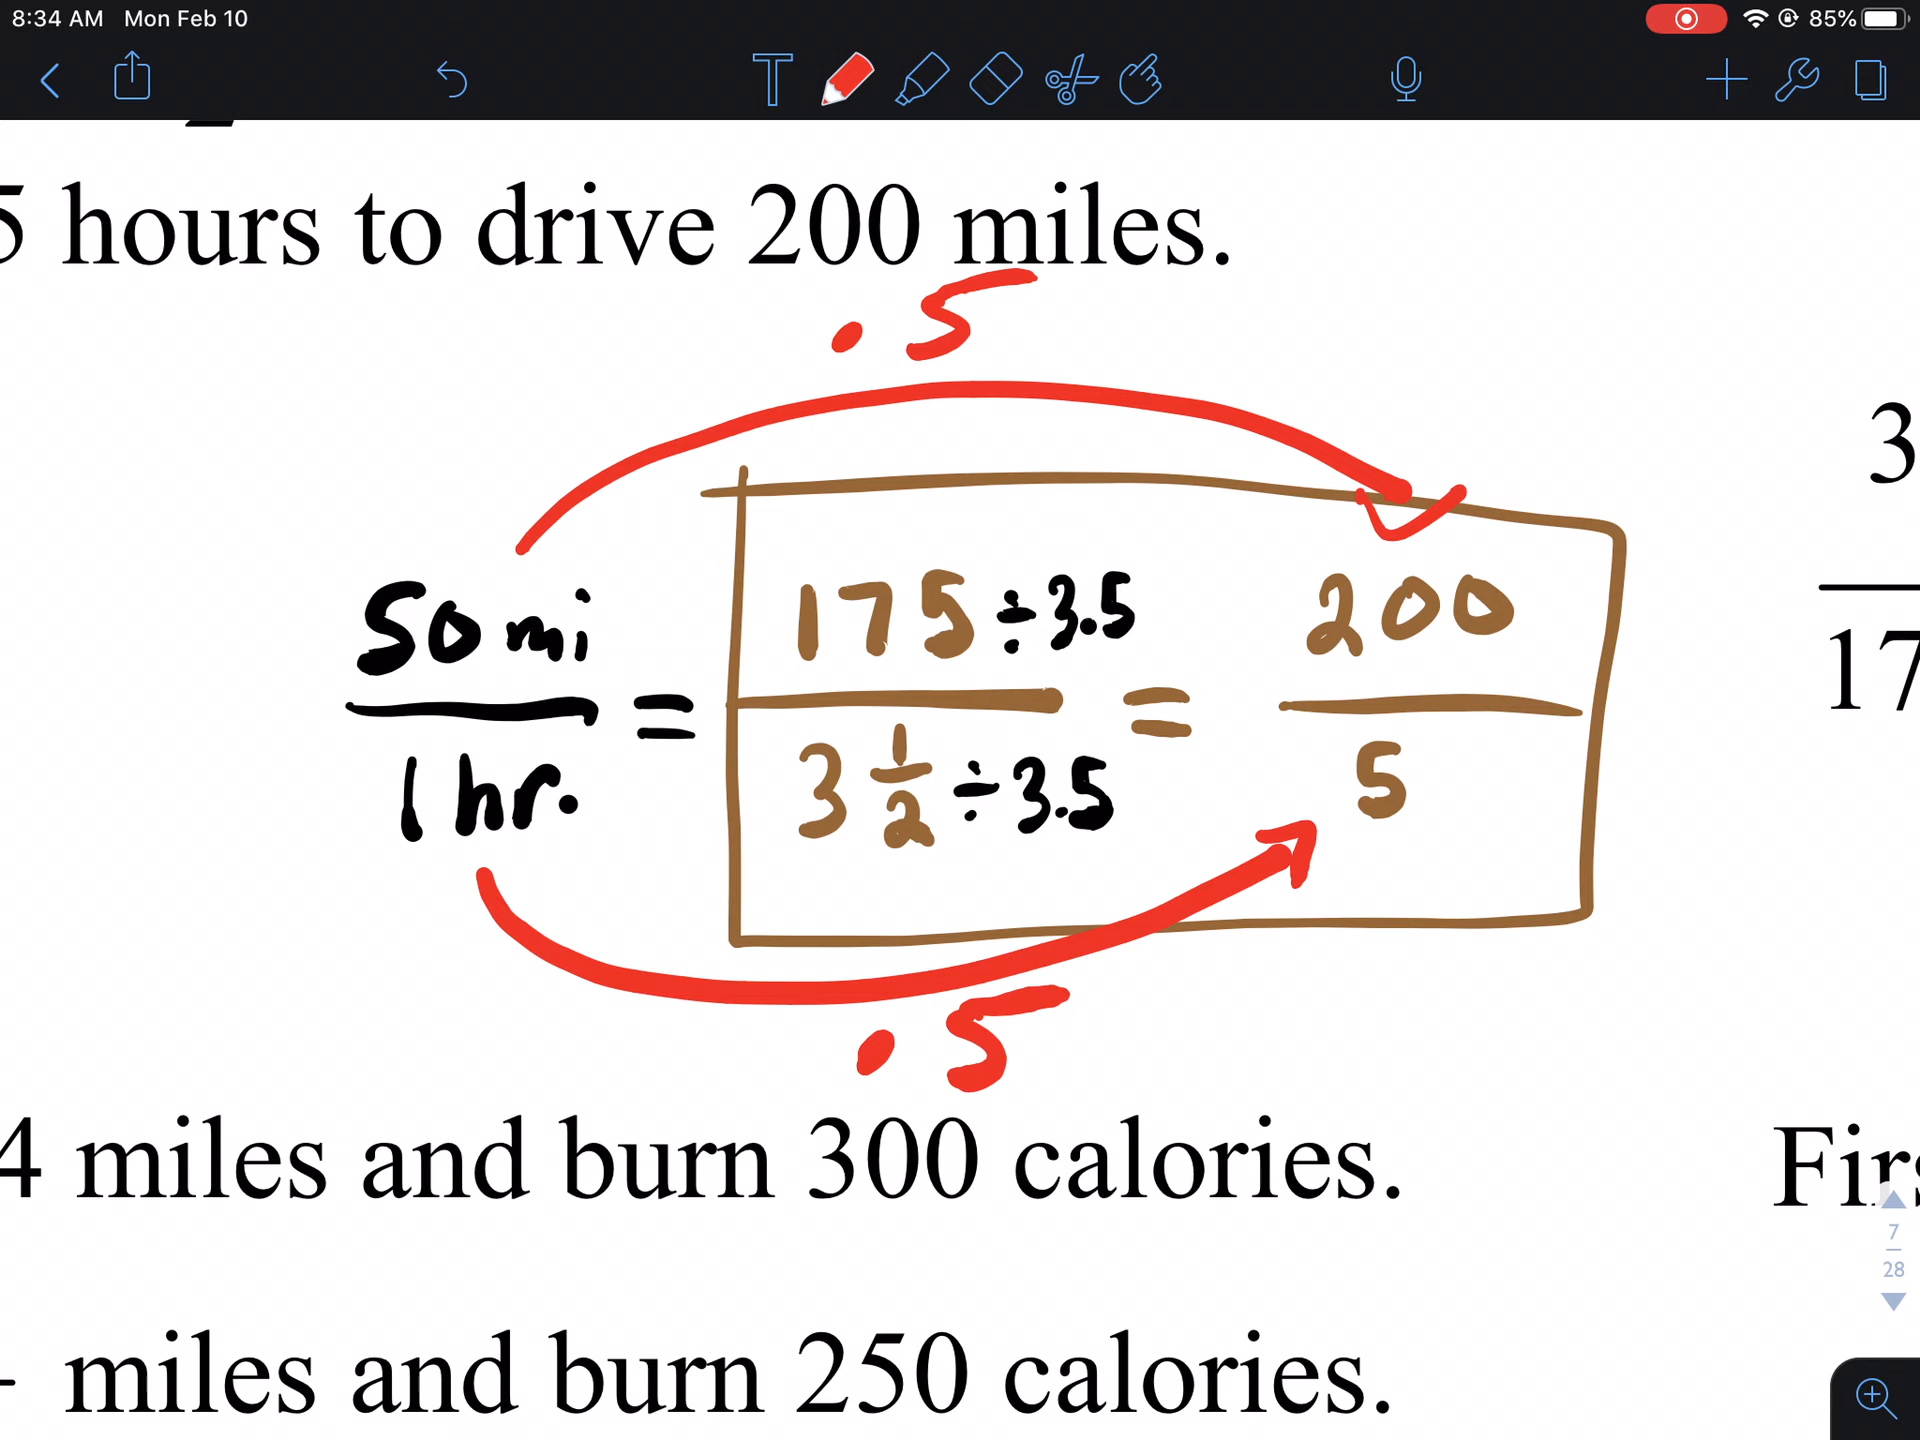 8:34 AM Mon Feb 10 85%
5 hours to drive 200 miles.
· 5
50 mi / 1 hr. = 175 ÷ 3.5 / 3 1/2 ÷ 3.5 = 200 / 5
· 5
3
17
4 miles and burn 300 calories.
miles and burn 250 calories.
7
28